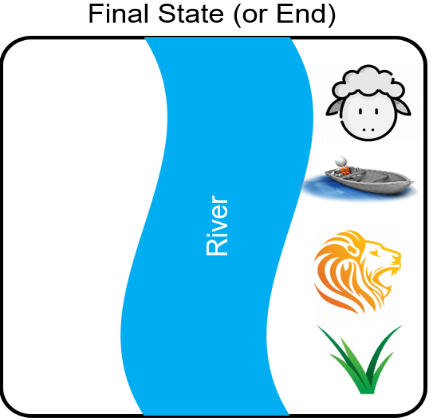 Final State (or End)
River